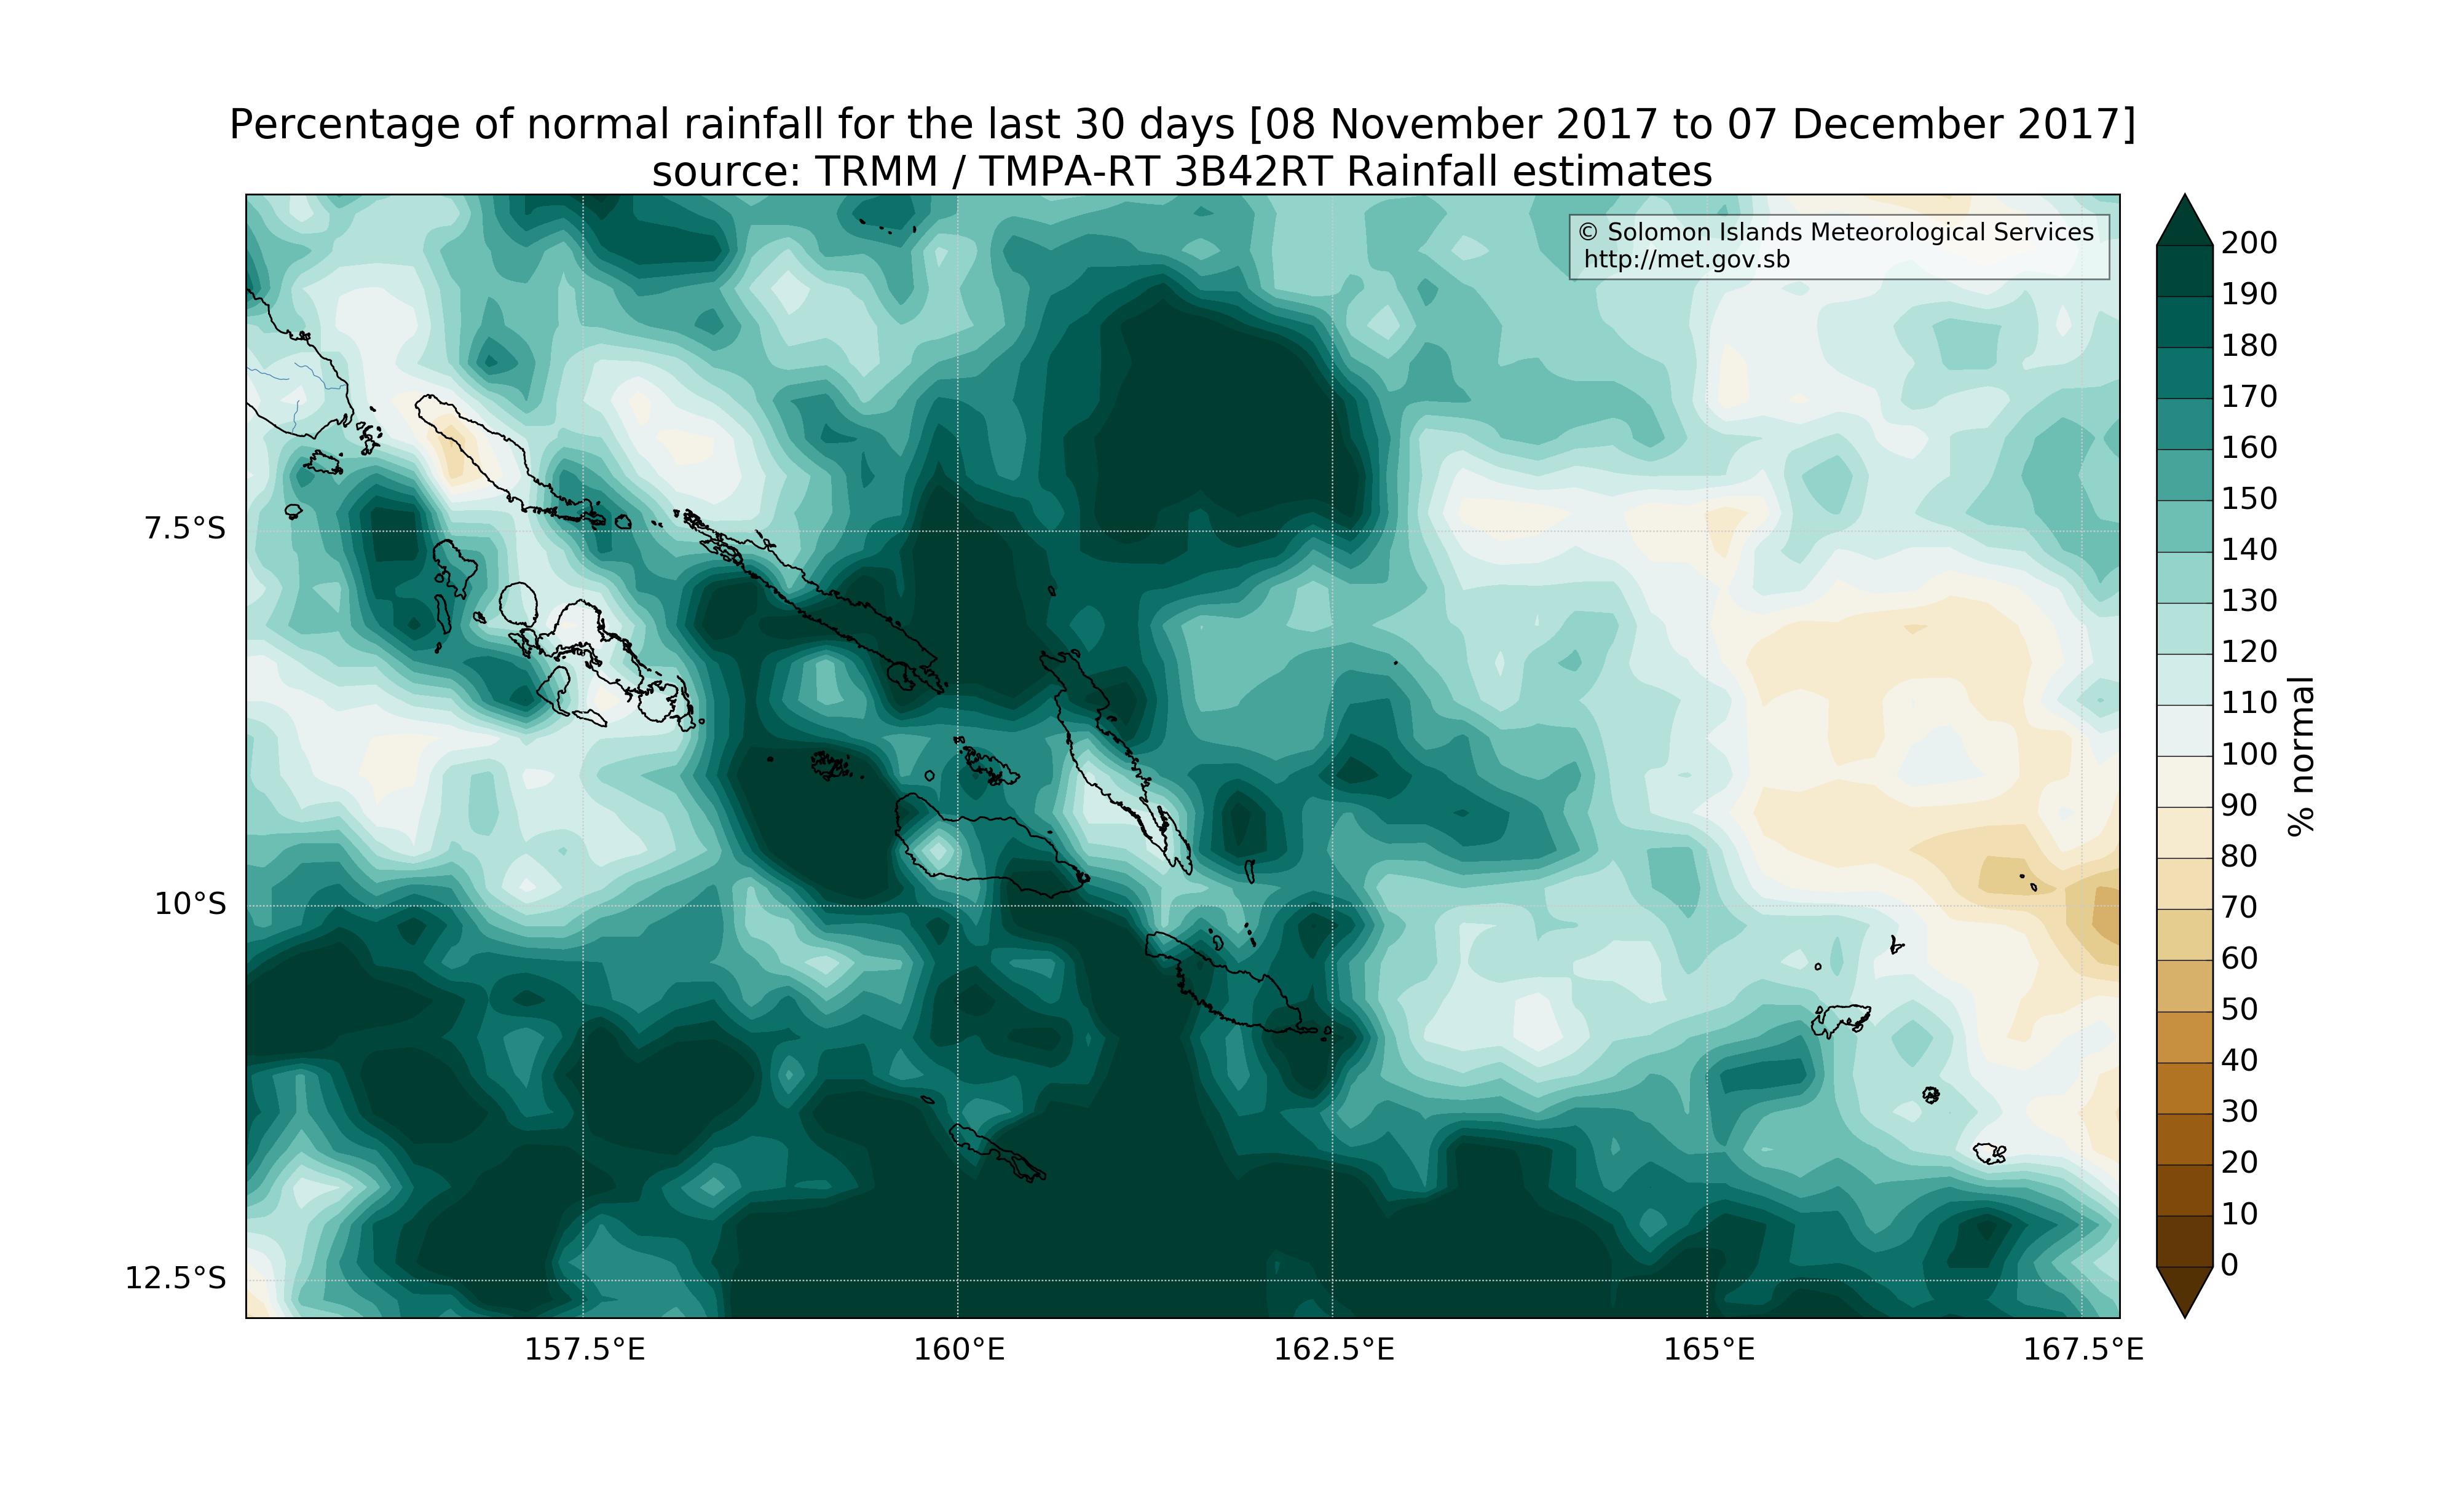 Percentage of normal rainfall for the last 30 days [08 November 2017 to 07 December 2017]
source: TRMM / TMPA-RT 3B42RT Rainfall estimates
© Solomon Islands Meteorological Services
http://met.gov.sb
7.5°S
10°S
12.5°S
157.5°E
160°E
162.5°E
165°E
167.5°E
200
190
180
170
160
150
140
130
120
110
100
90
80
70
60
50
40
30
20
10
0
% normal